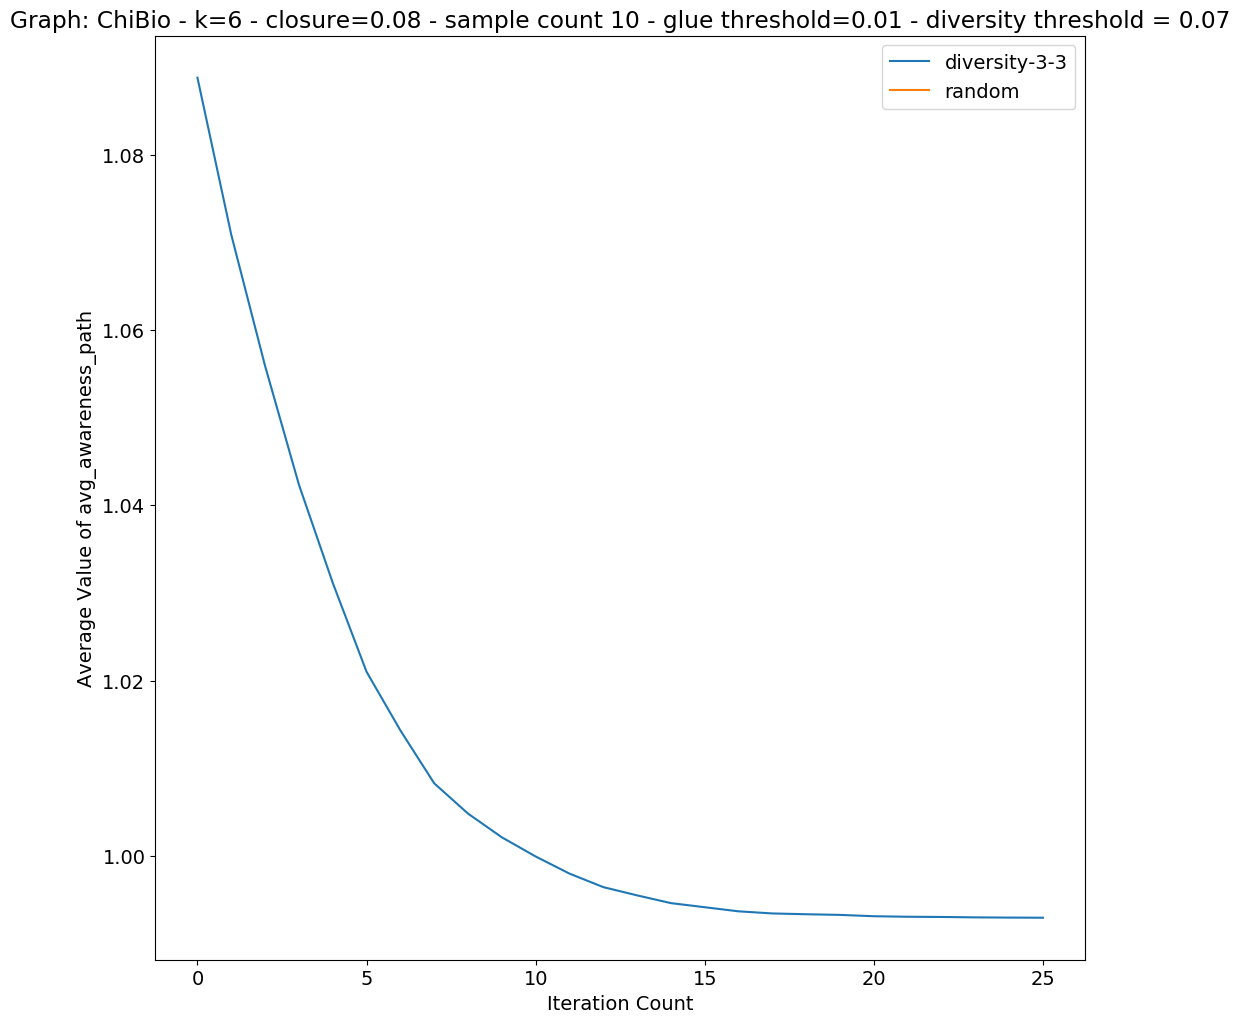 Graph: ChiBio - k=6 - closure=0.08 - sample count 10 - glue threshold=0.01 - diversity threshold = 0.07
diversity-3-3
random
1.08
1.06
1.04
1.02
1.00
Average Value of avg_awareness_path
0 5 10 15 20 25
Iteration Count